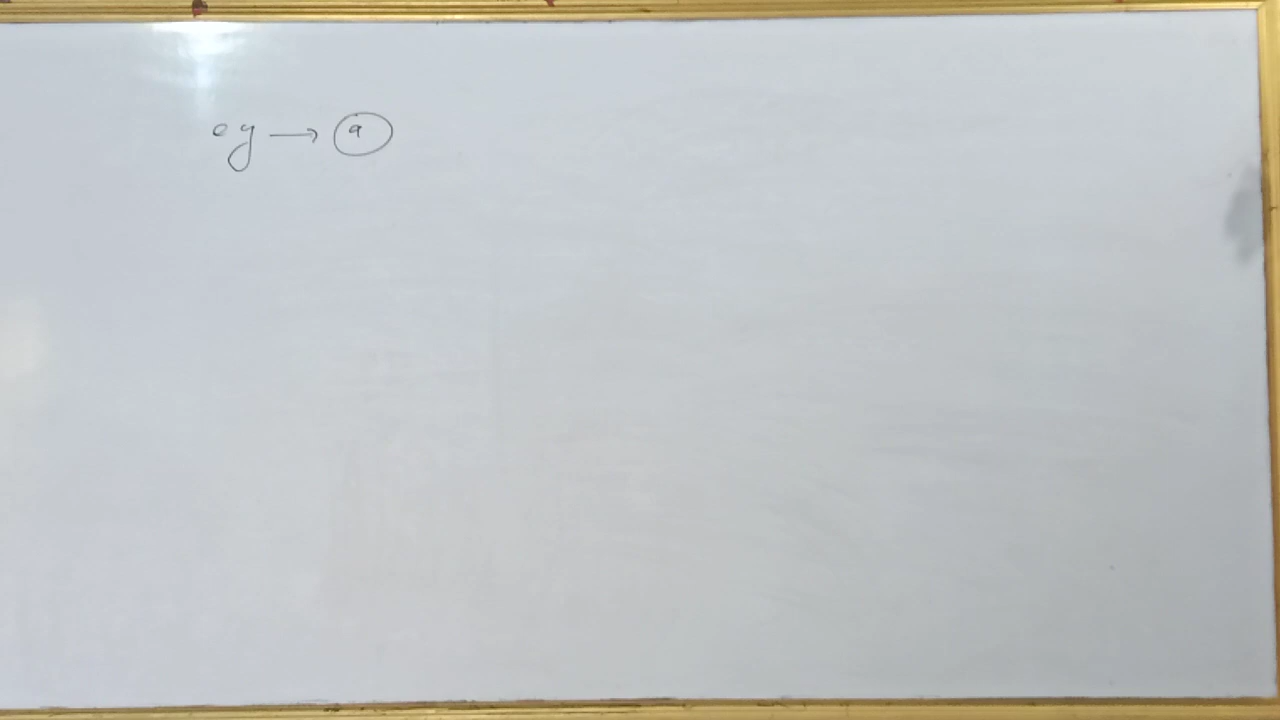 eg → a